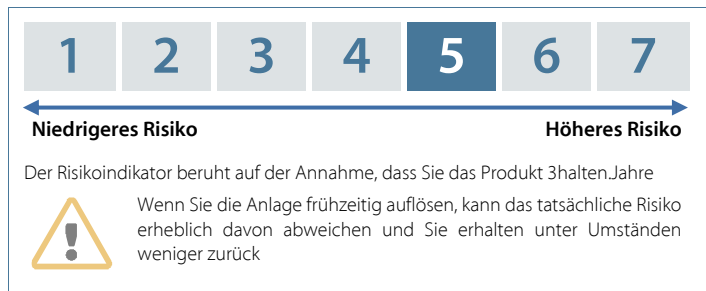 1 2 3 4 5 6 7
Niedrigeres Risiko Höheres Risiko
Der Risikoindikator beruht auf der Annahme, dass Sie das Produkt 3halten.Jahre
Wenn Sie die Anlage frühzeitig auflösen, kann das tatsächliche Risiko
erheblich davon abweichen und Sie erhalten unter Umständen
weniger zurück